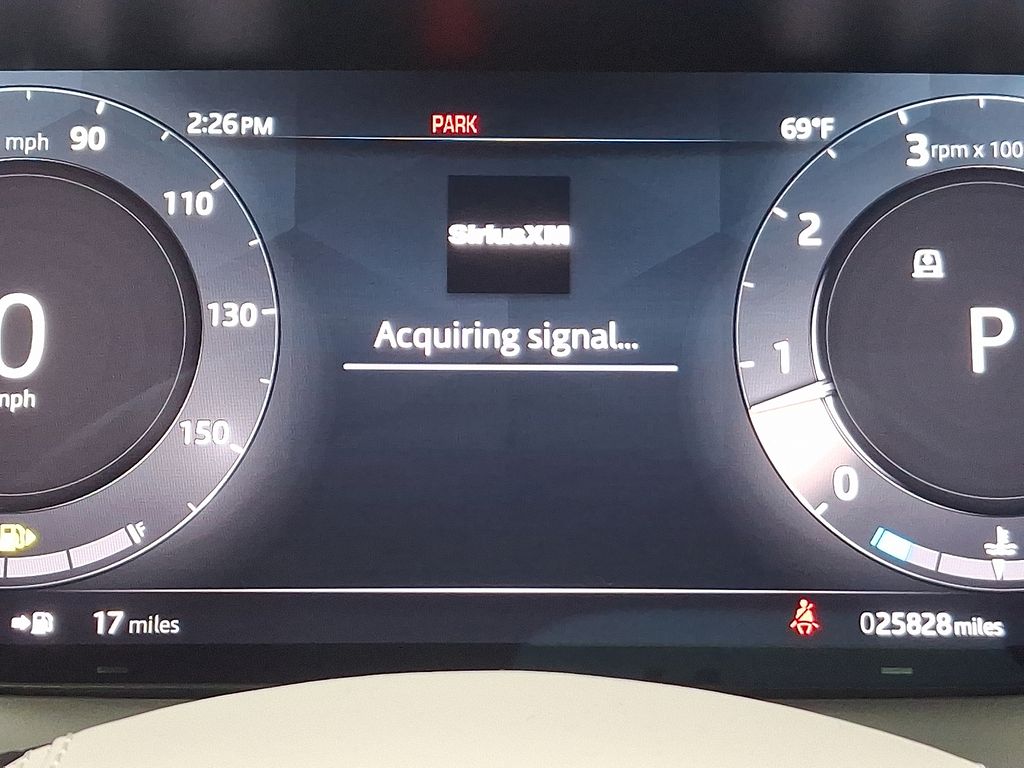 2:26PM PARK 69°F
mph 90
3 rpm x 100
110
2
SiriusXM
130
0
mph
Acquiring signal...
P
1
150
0
F
17 miles
025828 miles